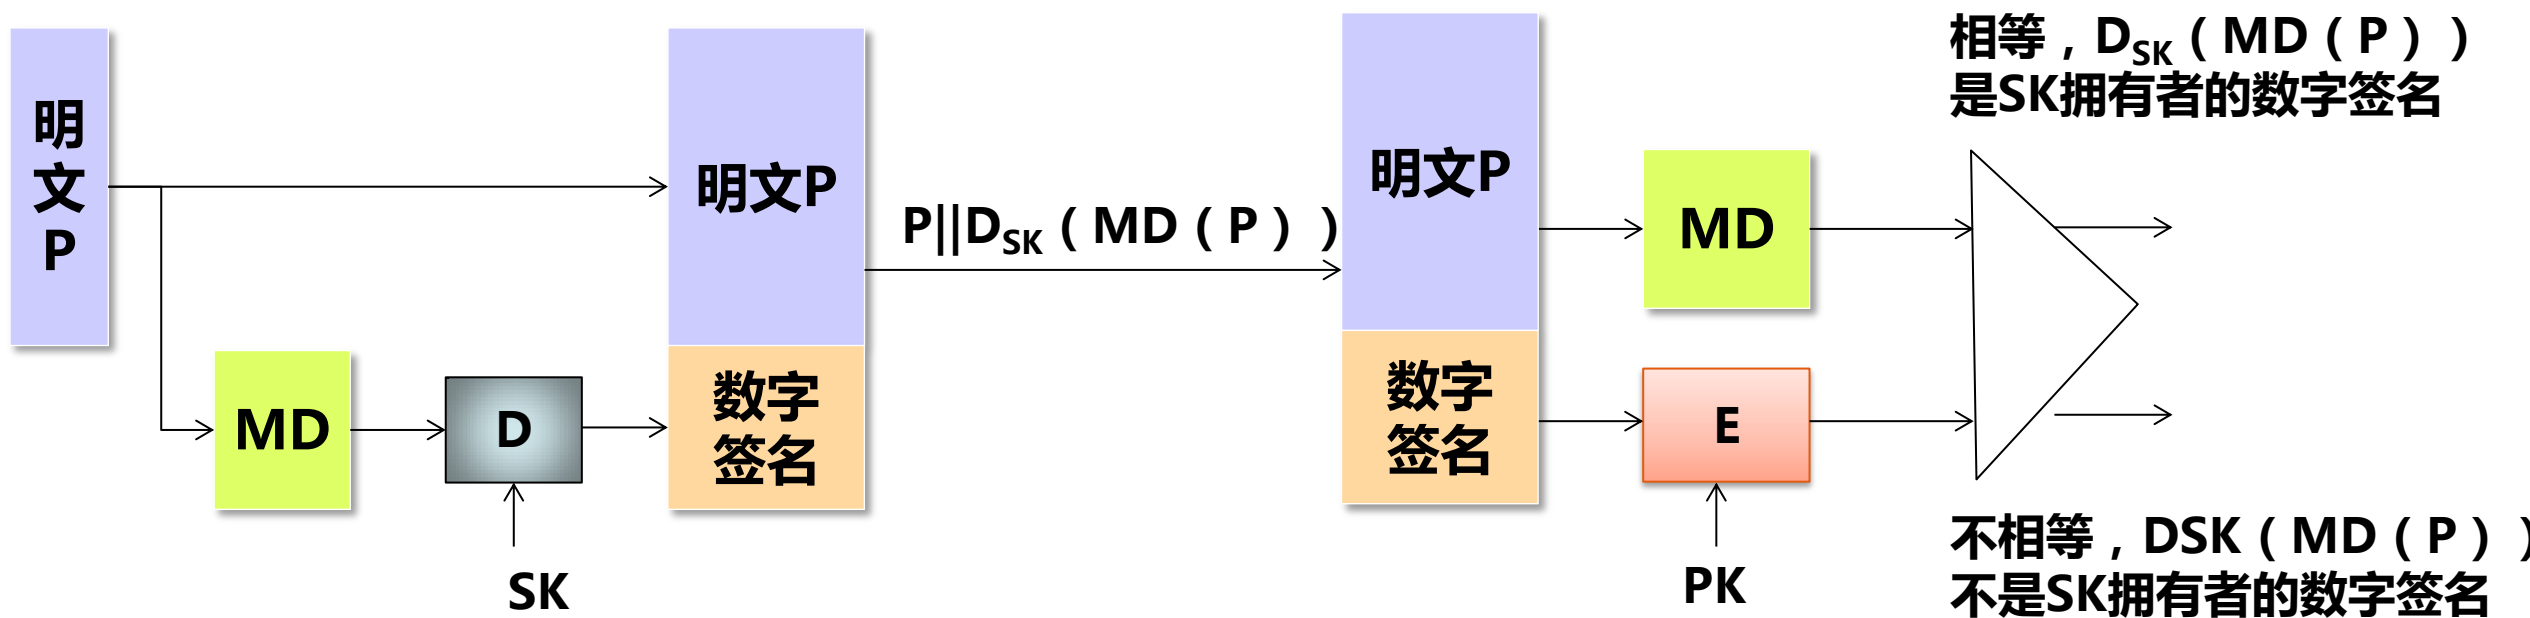 明
文
P
MD
D
SK
明文P
数字
签名
P||DSK（MD（P））
明文P
数字
签名
MD
E
PK
相等，DSK（MD（P））
是SK拥有者的数字签名
不相等，DSK（MD（P））
不是SK拥有者的数字签名